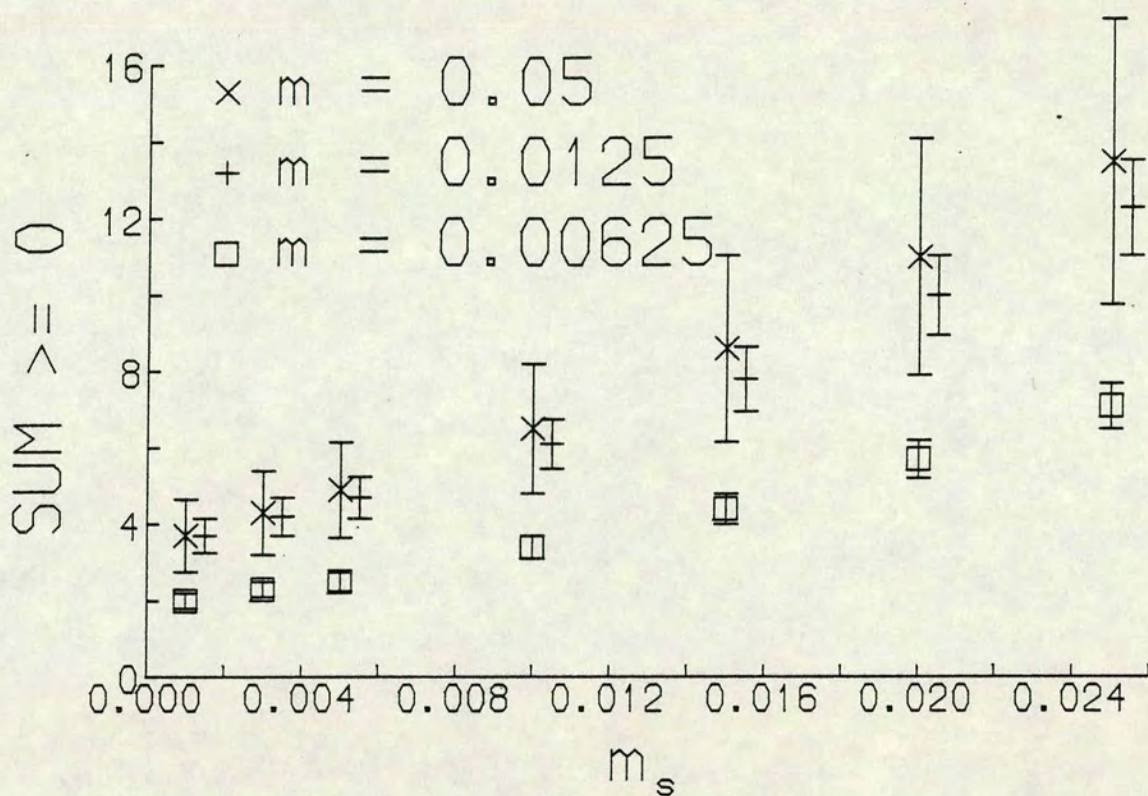 16
12
8
4
0
SUM >= 0
× m = 0.05
+ m = 0.0125
□ m = 0.00625
0.000 0.004 0.008 0.012 0.016 0.020 0.024
m_s